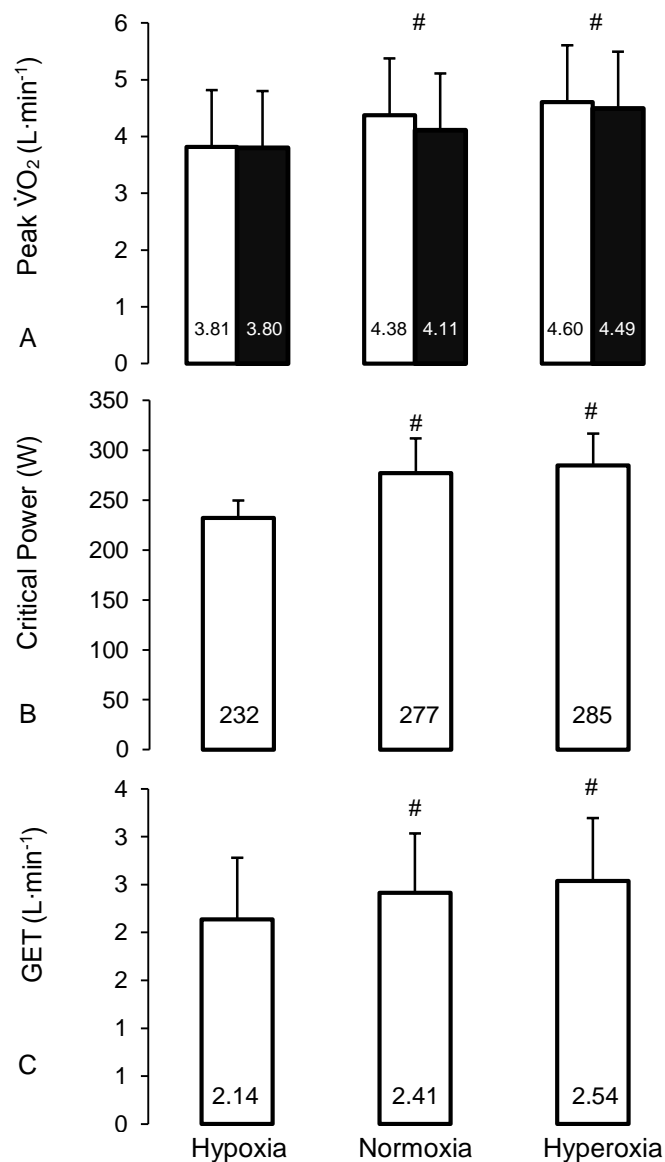 6
5
4
3
2
1
0
Peak V̇O₂ (L·min⁻¹)
A
# #
3.81 3.80 4.38 4.11 4.60 4.49
350
300
250
200
150
100
50
0
Critical Power (W)
B
# #
232 277 285
4
3
3
2
2
1
1
0
GET (L·min⁻¹)
C
# #
2.14 2.41 2.54
Hypoxia Normoxia Hyperoxia